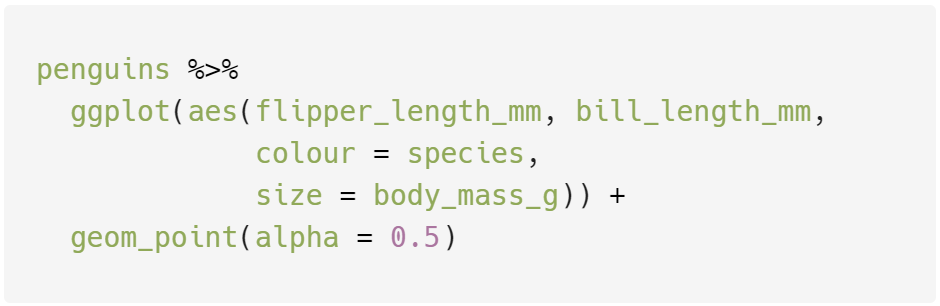 penguins %>%
  ggplot(aes(flipper_length_mm, bill_length_mm,
             colour = species,
             size = body_mass_g)) +
  geom_point(alpha = 0.5)